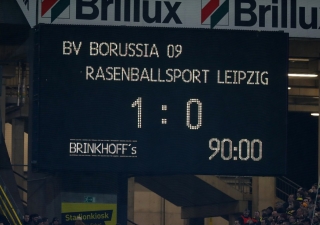 Brillux
Brillux
BV BORUSSIA 09
RASENBALLSPORT LEIPZIG
1:0
BRINKHOFF's
90:00
Stadionkiosk